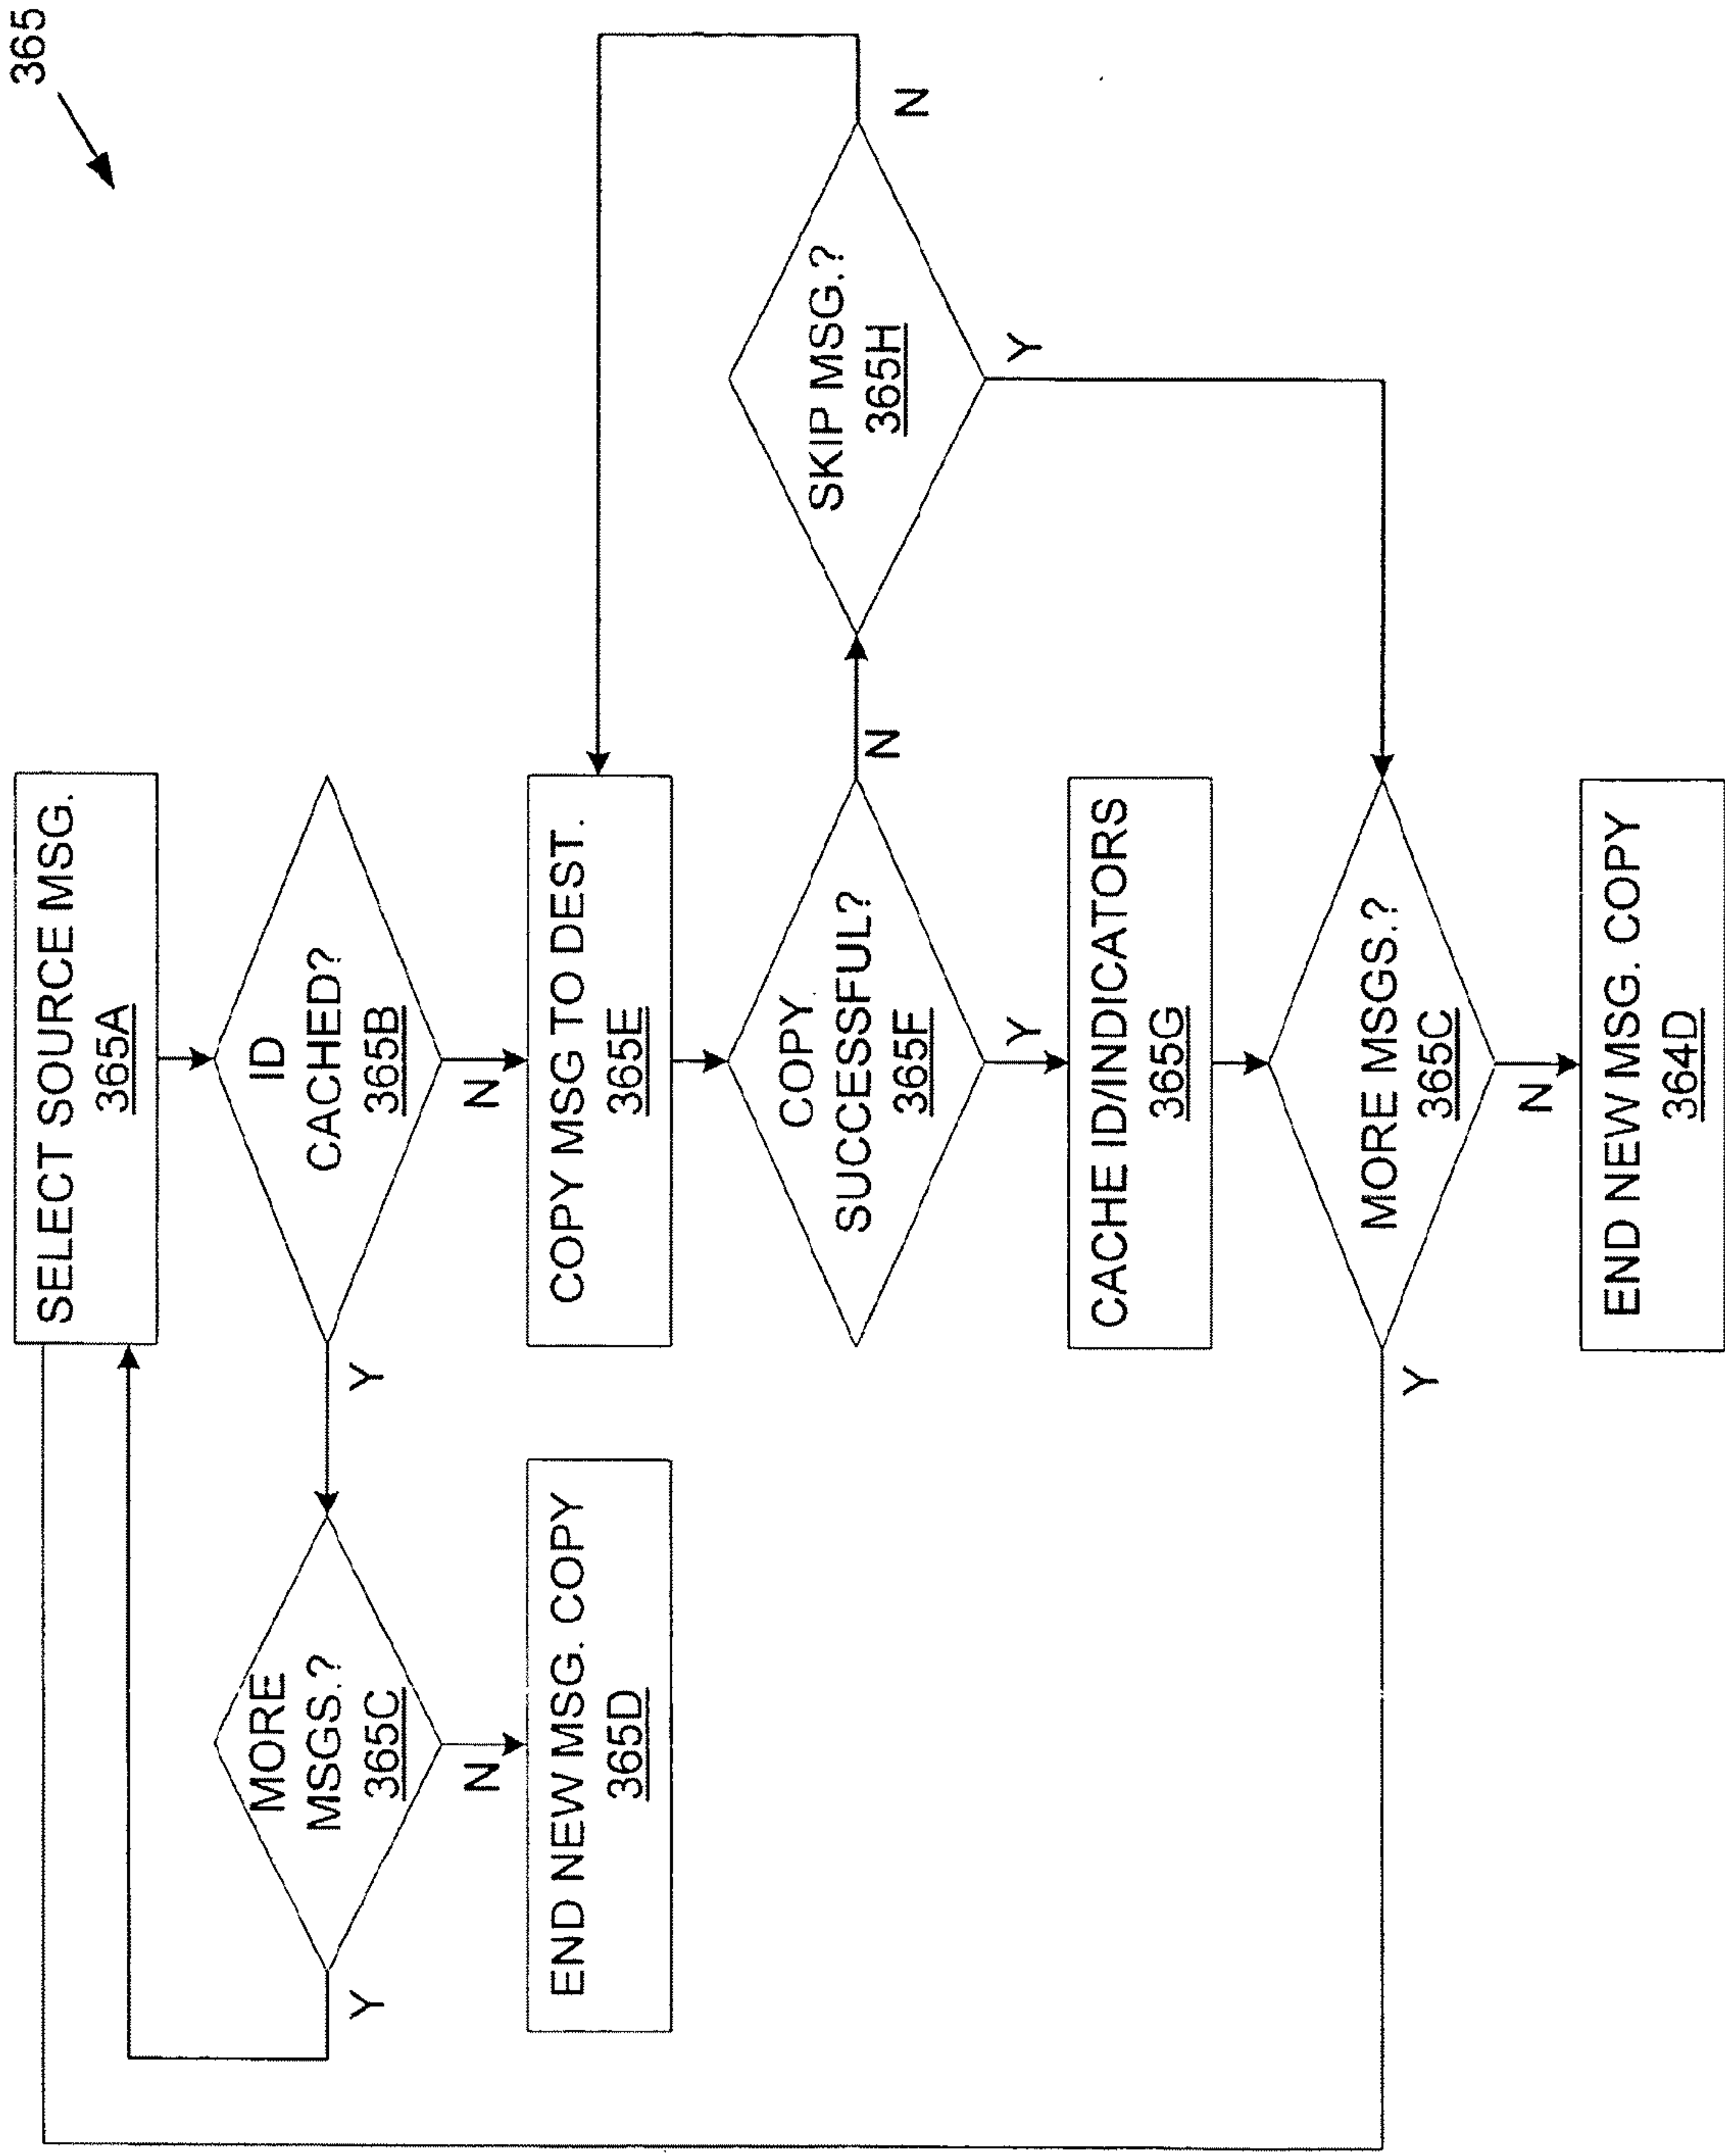 365
SELECT SOURCE MSG.
365A
ID
CACHED?
365B
Y
N
MORE
MSGS.?
365C
Y
N
END NEW MSG. COPY
365D
COPY MSG TO DEST.
365E
COPY
SUCCESSFUL?
365F
N
Y
SKIP MSG.?
365H
N
Y
CACHE ID/INDICATORS
365G
MORE MSGS.?
365C
Y
N
END NEW MSG. COPY
364D